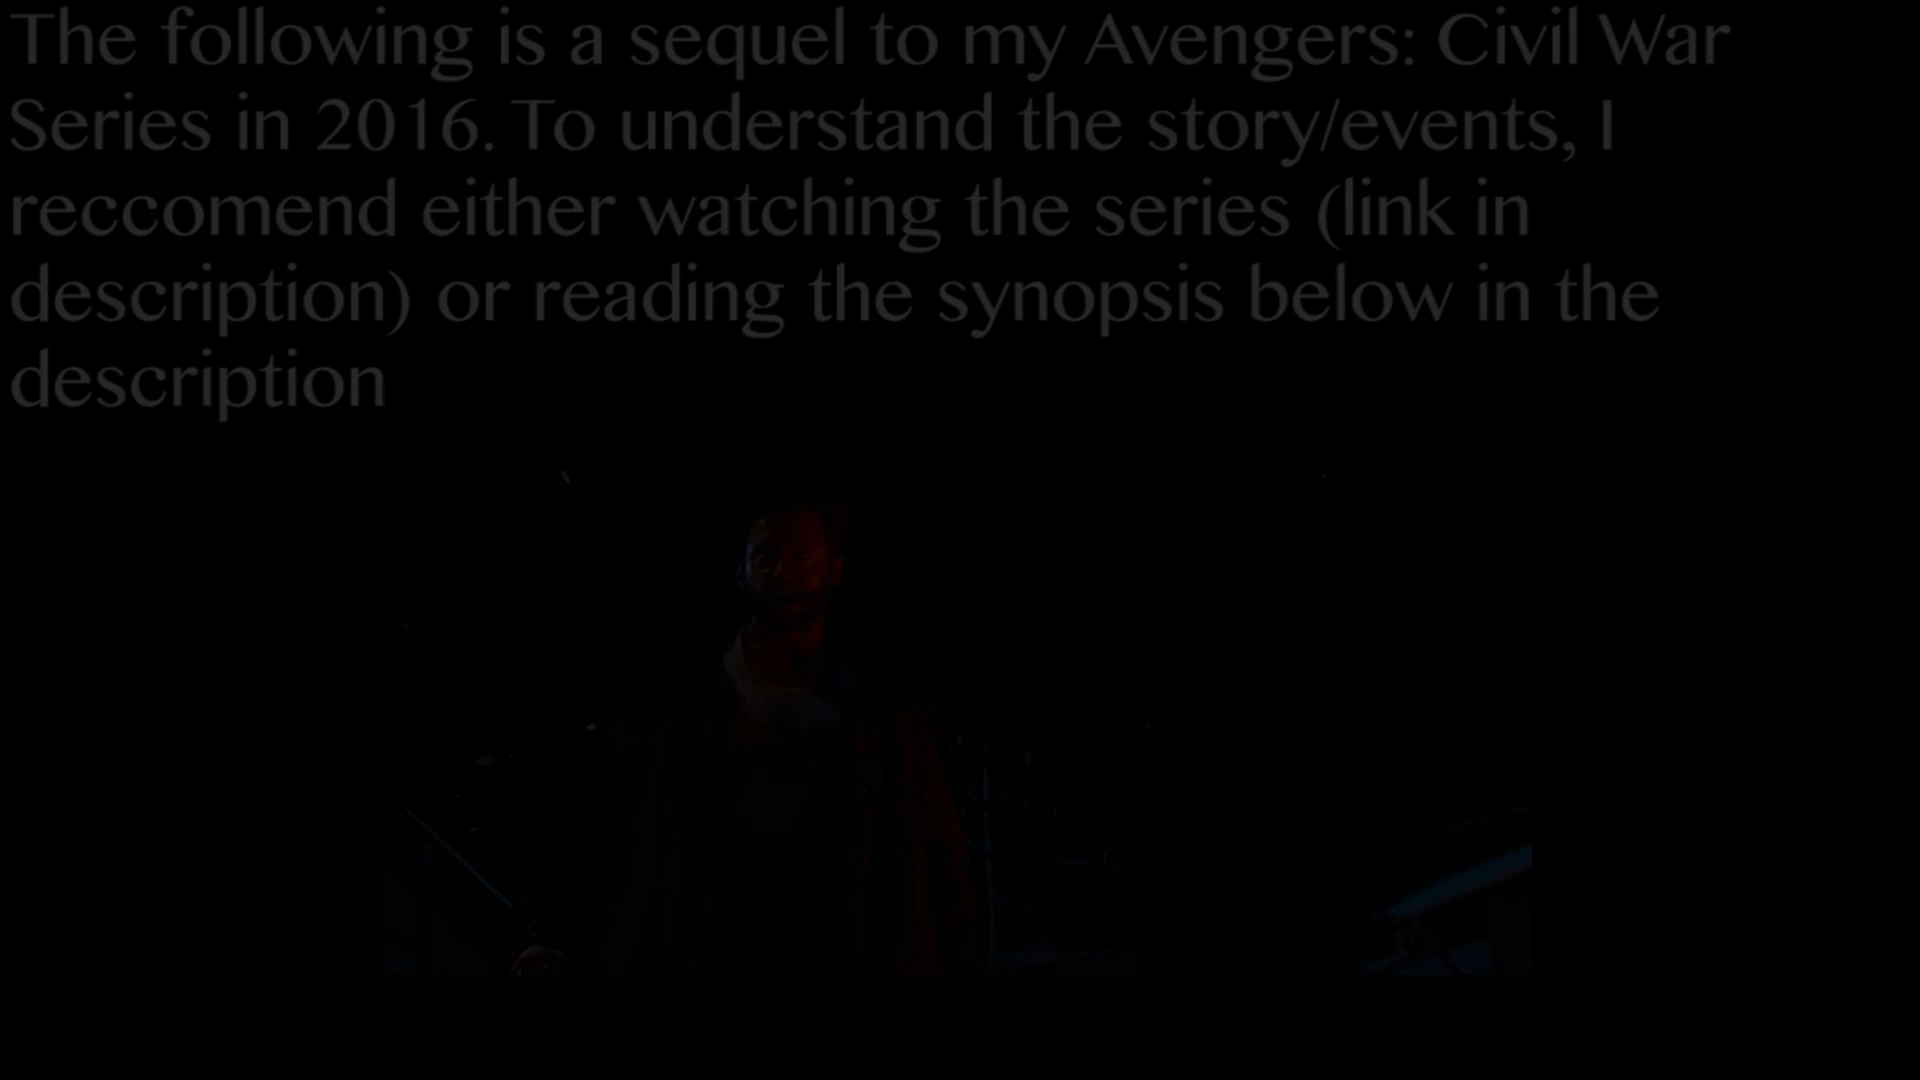 The following is a sequel to my Avengers: Civil War
Series in 2016. To understand the story/events, I
reccomend either watching the series (link in
description) or reading the synopsis below in the
description